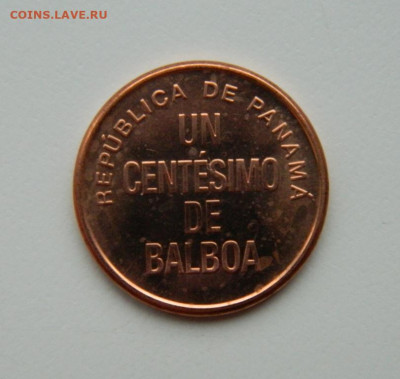 COINS.LAVE.RU
REPÚBLICA DE PANAMÁ
UN
CENTÉSIMO
DE
BALBOA